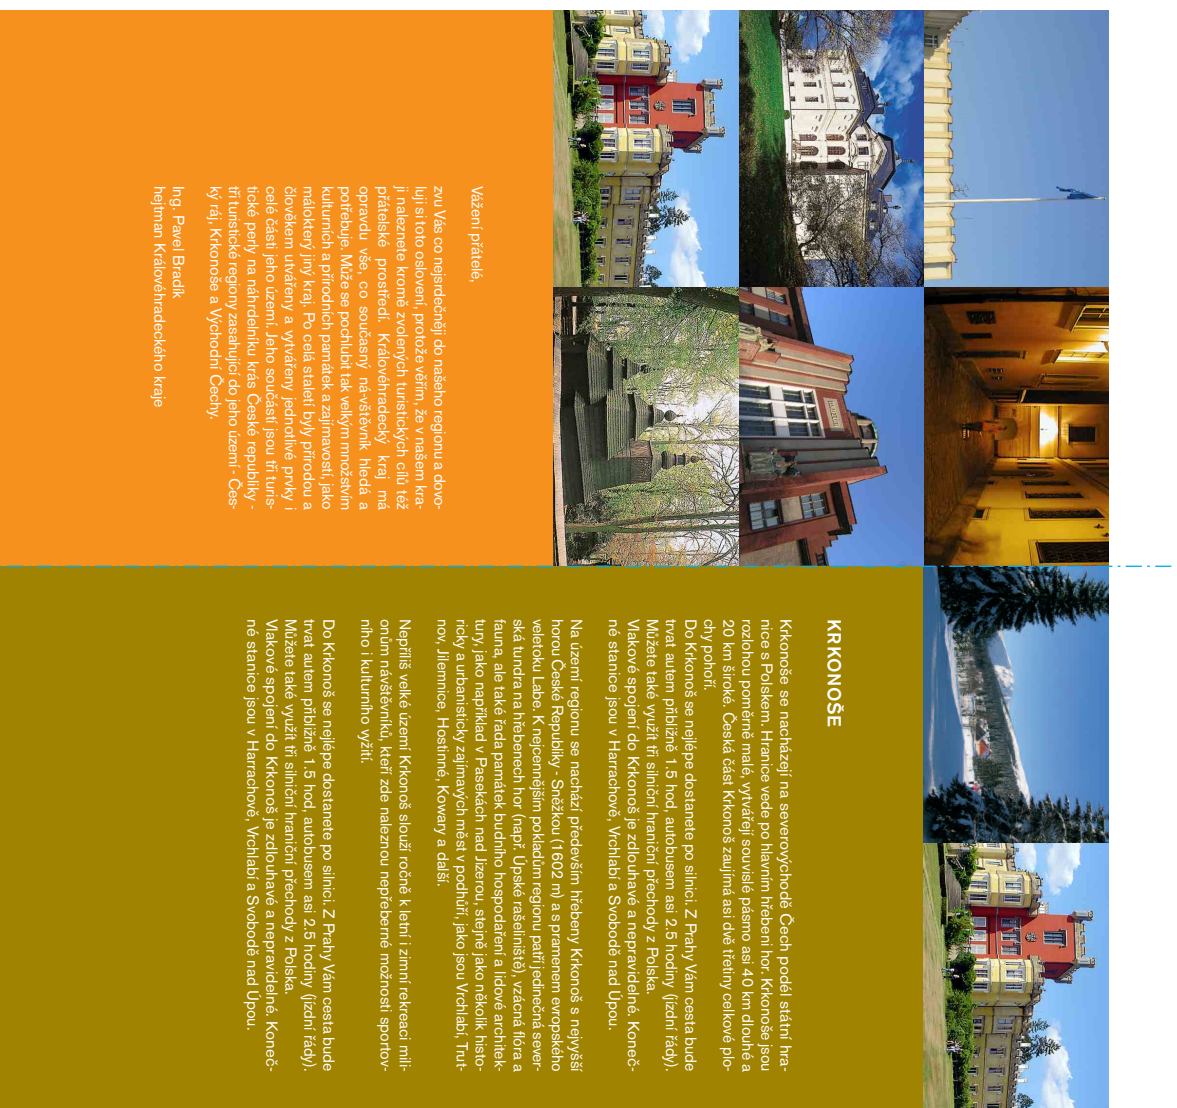 Vážení přátelé,
zvu Vás co nejsrdečněji do našeho regionu a dovo-
luji si toto oslovení, protože věřím, že v našem kra-
ji naleznete kromě zvolených turistických cílů též
přátelské prostředí. Královéhradecký kraj má
opravdu vše, co současný ná-vštěvník hledá a
potřebuje. Může se pochlubit tak velkým množstvím
kulturních a přírodních památek a zajímavostí, jako
málokterý jiný kraj. Po celá staletí byly přírodou a
člověkem utvářeny a vytvářeny jednotlivé prvky i
celé části jeho území. Jeho součástí jsou tři turis-
tické perly na náhrdelníku krás České republiky -
tři turistické regiony zasahující do jeho území - Čes-
ký ráj, Krkonoše a Východní Čechy.
Ing. Pavel Bradík
hejtman Královéhradeckého kraje
KRKONOŠE
Krkonoše se nacházejí na severovýchodě Čech podél státní hra-
nice s Polskem. Hranice vede po hlavním hřebeni hor. Krkonoše jsou
rozlohou poměrně malé, vytvářejí souvislé pásmo asi 40 km dlouhé a
20 km široké. Česká část Krkonoš zaujímá asi dvě třetiny celkové plo-
chy pohoří.
Do Krkonoš se nejlépe dostanete po silnici. Z Prahy Vám cesta bude
trvat autem přibližně 1.5 hod, autobusem asi 2.5 hodiny (jízdní řády).
Můžete také využít tři silniční hraniční přechody z Polska.
Vlakové spojení do Krkonoš je zdlouhavé a nepravidelné. Koneč-
né stanice jsou v Harrachově, Vrchlabí a Svobodě nad Úpou.
Na území regionu se nachází především hřebeny Krkonoš s nejvyšší
horou České Republiky - Sněžkou (1602 m) a s pramenem evropského
veletoku Labe. K nejcennějším pokladům regionu patří jedinečná sever-
ská tundra na hřebenech hor (např. Úpské rašeliniště), vzácná flóra a
fauna, ale také řada památek budního hospodaření a lidové architek-
tury, jako například v Pasekách nad Jizerou, stejně jako několik histo-
ricky a urbanisticky zajímavých měst v podhůří, jako jsou Vrchlabí, Trut-
nov, Jilemnice, Hostinné, Kowary a další.
Nepříliš velké území Krkonoš slouží ročně k letní i zimní rekreaci mili-
onům návštěvníků, kteří zde naleznou nepřeberné možnosti sportov-
ního i kulturního vyžití.
Do Krkonoš se nejlépe dostanete po silnici. Z Prahy Vám cesta bude
trvat autem přibližně 1.5 hod, autobusem asi 2.5 hodiny (jízdní řády).
Můžete také využít tři silniční hraniční přechody z Polska.
Vlakové spojení do Krkonoš je zdlouhavé a nepravidelné. Koneč-
né stanice jsou v Harrachově, Vrchlabí a Svobodě nad Úpou.